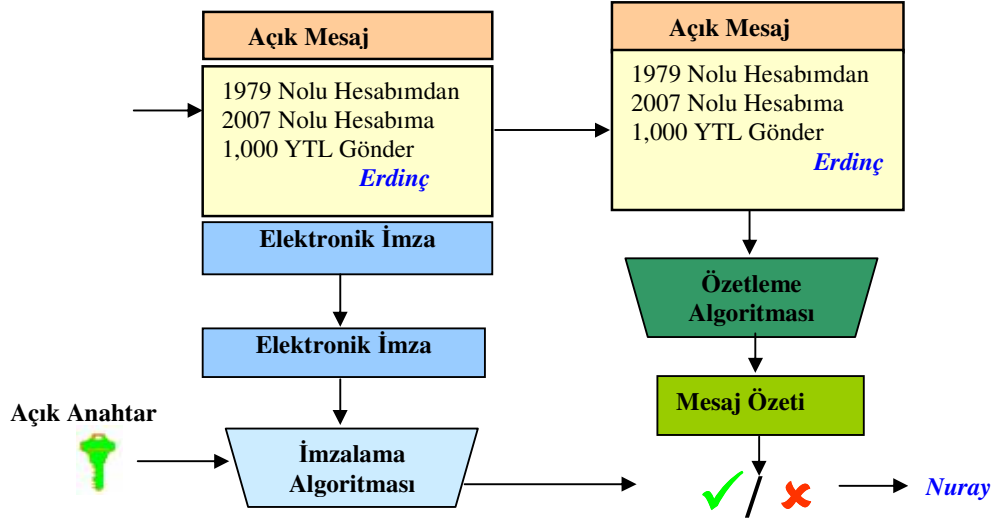 Açık Mesaj
1979 Nolu Hesabımdan
2007 Nolu Hesabıma
1,000 YTL Gönder
Erdinç
Elektronik İmza
Elektronik İmza
Açık Anahtar
İmzalama
Algoritması
Açık Mesaj
1979 Nolu Hesabımdan
2007 Nolu Hesabıma
1,000 YTL Gönder
Erdinç
Özetleme
Algoritması
Mesaj Özeti
/
Nuray